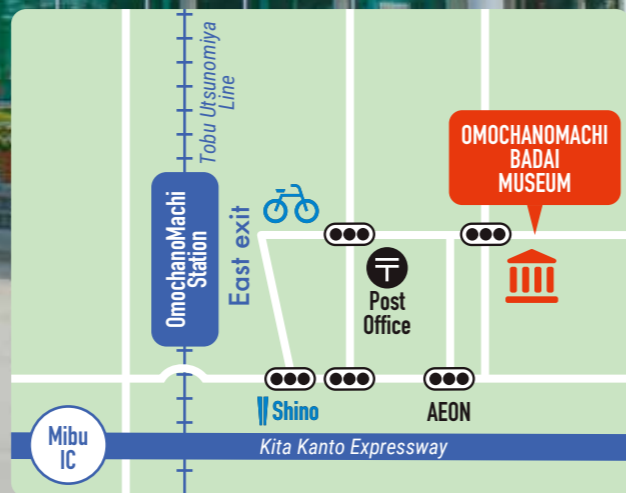 Tobu Utsunomiya
Line
OmochanoMachi
Station
East exit
OMOCHANOMACHI
BADAI
MUSEUM
〒
Post
Office
Shino
AEON
Mibu
IC
Kita Kanto Expressway